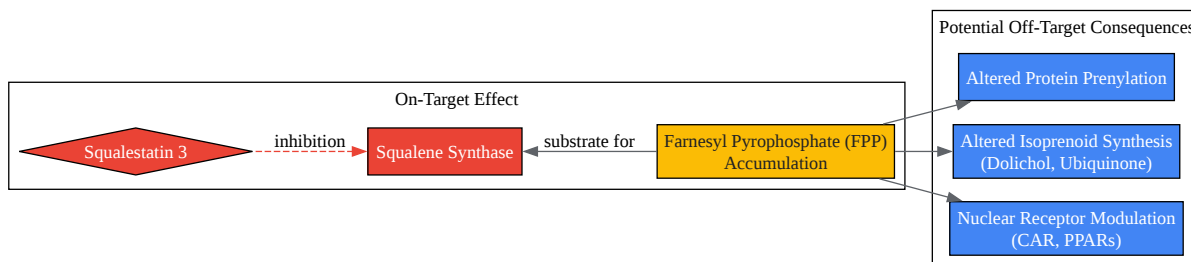 Potential Off-Target Consequences
On-Target Effect
Squalestatin 3
inhibition
Squalene Synthase
substrate for
Farnesyl Pyrophosphate (FPP)
Accumulation
Altered Protein Prenylation
Altered Isoprenoid Synthesis
(Dolichol, Ubiquinone)
Nuclear Receptor Modulation
(CAR, PPARs)